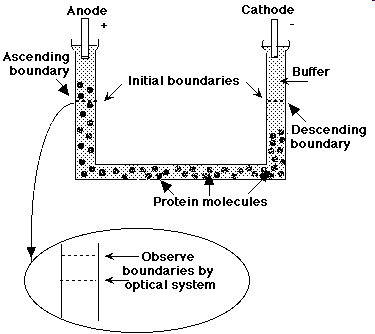 Anode
+
Cathode
-
Ascending
boundary
Initial boundaries
Buffer
Descending
boundary
Protein molecules
Observe
boundaries by
optical system